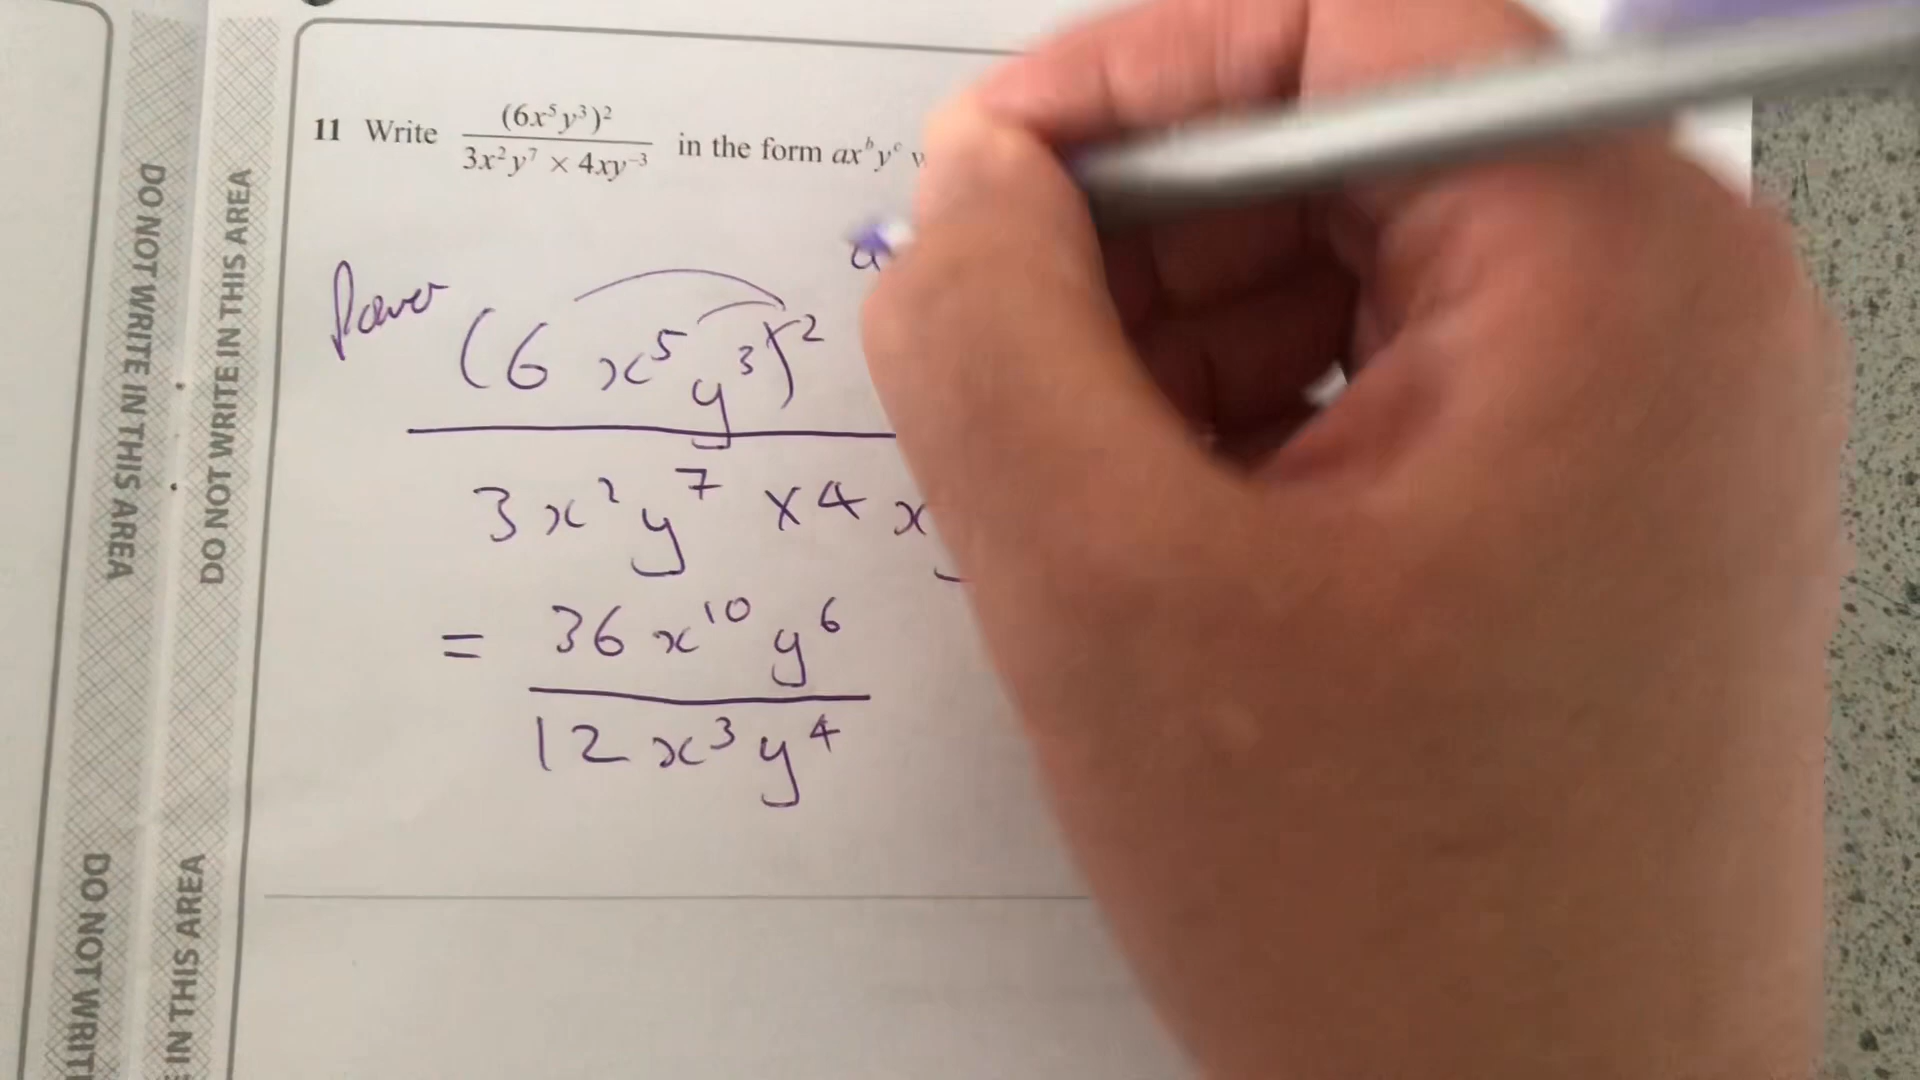 11 Write (6x⁵y³)² / 3x²y⁷ × 4xy⁻³ in the form axᵇyᶜ
Power (6x⁵y³)²
3x²y⁷ × 4x
= 36x¹⁰y⁶
12x³y⁴
DO NOT WRITE IN THIS AREA
DO NOT WRITE IN THIS AREA
DO NOT WRIT
IN THIS AREA